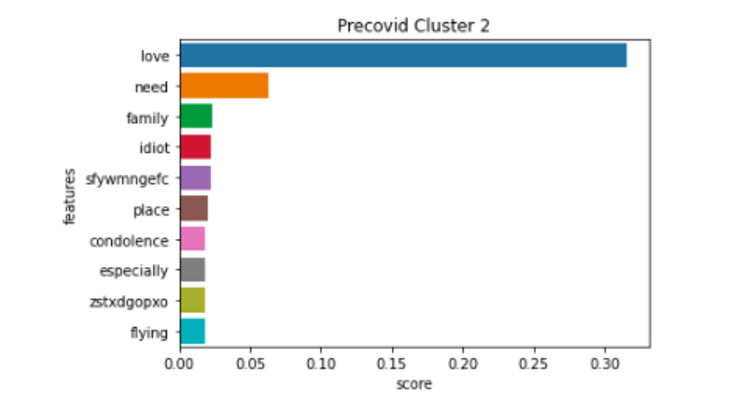 Precovid Cluster 2
features
love
need
family
idiot
sfywmngefc
place
condolence
especially
zstxdgopxo
flying
0.00 0.05 0.10 0.15 0.20 0.25 0.30
score